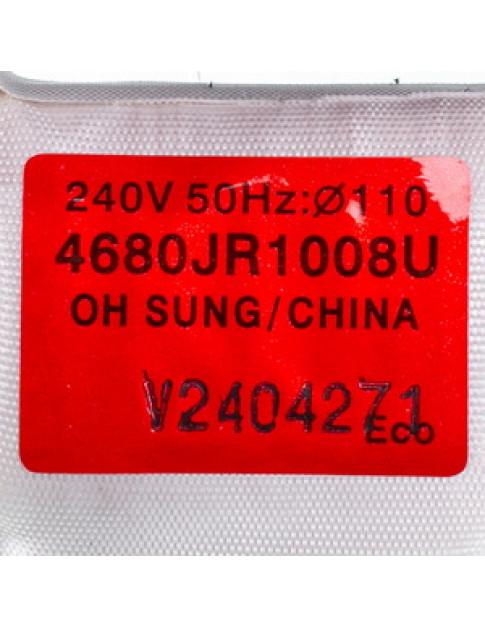 240V 50Hz:Ø110
4680JR1008U
OH SUNG/CHINA
V2404271
Eco